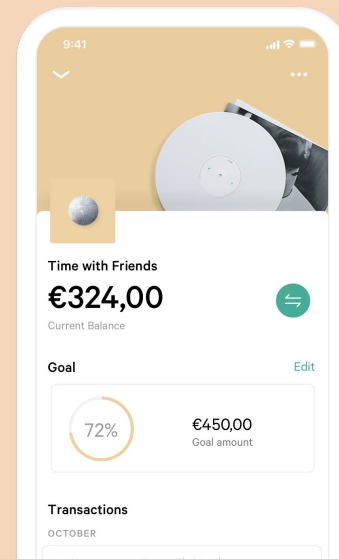 9:41
Time with Friends
€324,00
Current Balance
Goal
Edit
72%
€450,00
Goal amount
Transactions
OCTOBER